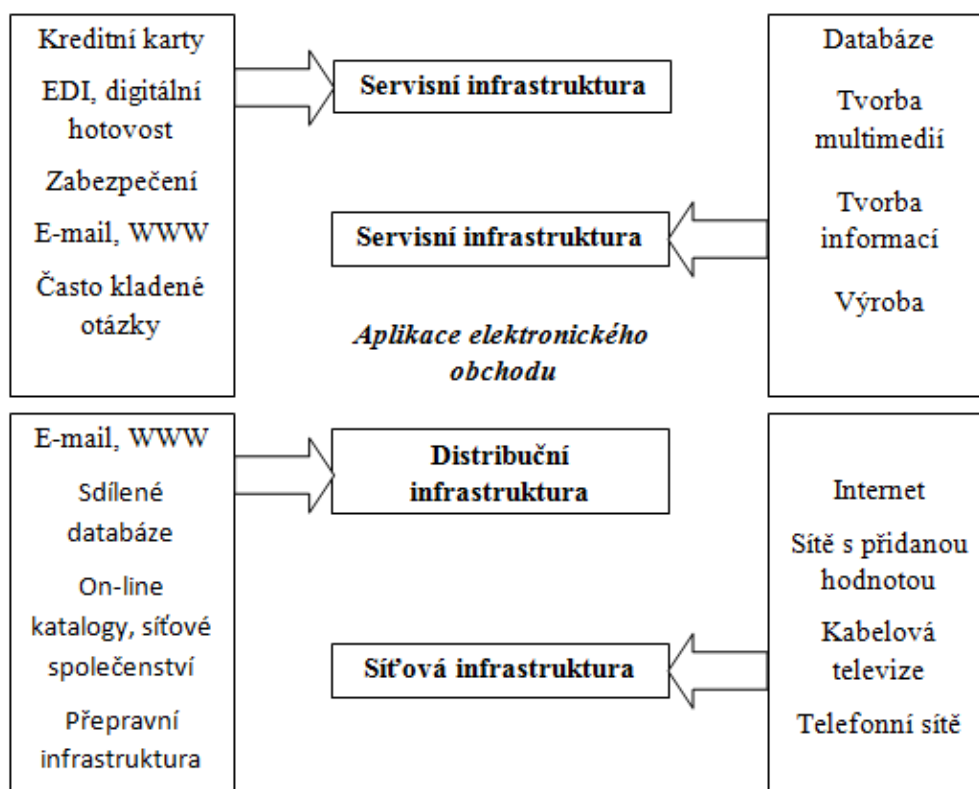 Kreditní karty
EDI, digitální
hotovost
Zabezpečení
E-mail, WWW
Často kladené
otázky
Servisní infrastruktura
Servisní infrastruktura
Aplikace elektronického
obchodu
Databáze
Tvorba
multimedií
Tvorba
informací
Výroba
E-mail, WWW
Sdílené
databáze
On-line
katalogy, síťové
společenství
Přepravní
infrastruktura
Distribuční
infrastruktura
Síťová infrastruktura
Internet
Sítě s přidanou
hodnotou
Kabelová
televize
Telefonní sítě